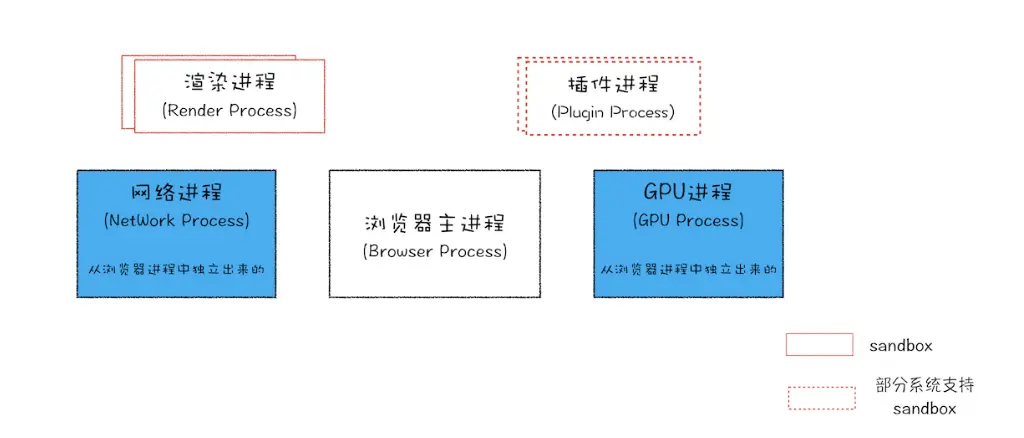 渲染进程
(Render Process)
插件进程
(Plugin Process)
网络进程
(NetWork Process)
从浏览器进程中独立出来的
浏览器主进程
(Browser Process)
GPU进程
(GPU Process)
从浏览器进程中独立出来的
sandbox
部分系统支持
sandbox